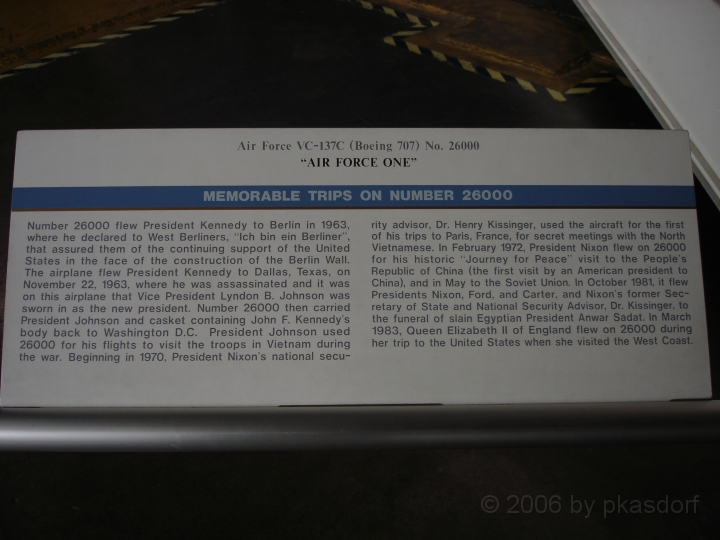 Air Force VC-137C (Boeing 707) No. 26000
"AIR FORCE ONE"
MEMORABLE TRIPS ON NUMBER 26000
Number 26000 flew President Kennedy to Berlin in 1963,
where he declared to West Berliners, "Ich bin ein Berliner",
that assured them of the continuing support of the United
States in the face of the construction of the Berlin Wall.
The airplane flew President Kennedy to Dallas, Texas, on
November 22, 1963, where he was assassinated and it was
on this airplane that Vice President Lyndon B. Johnson was
sworn in as the new president. Number 26000 then carried
President Johnson and casket containing John F. Kennedy's
body back to Washington D.C. President Johnson used
26000 for his flights to visit the troops in Vietnam during
the war. Beginning in 1970, President Nixon's national secu-
rity advisor, Dr. Henry Kissinger, used the aircraft for the first
of his trips to Paris, France, for secret meetings with the North
Vietnamese. In February 1972, President Nixon flew on 26000
for his historic "Journey for Peace" visit to the People's
Republic of China (the first visit by an American president to
China), and in May to the Soviet Union. In October 1981, it flew
Presidents Nixon, Ford, and Carter, and Nixon's former Sec-
retary of State and National Security Advisor, Dr. Kissinger, to
the funeral of slain Egyptian President Anwar Sadat. In March
1983, Queen Elizabeth II of England flew on 26000 during
her trip to the United States when she visited the West Coast.
© 2006 by pkasdorf